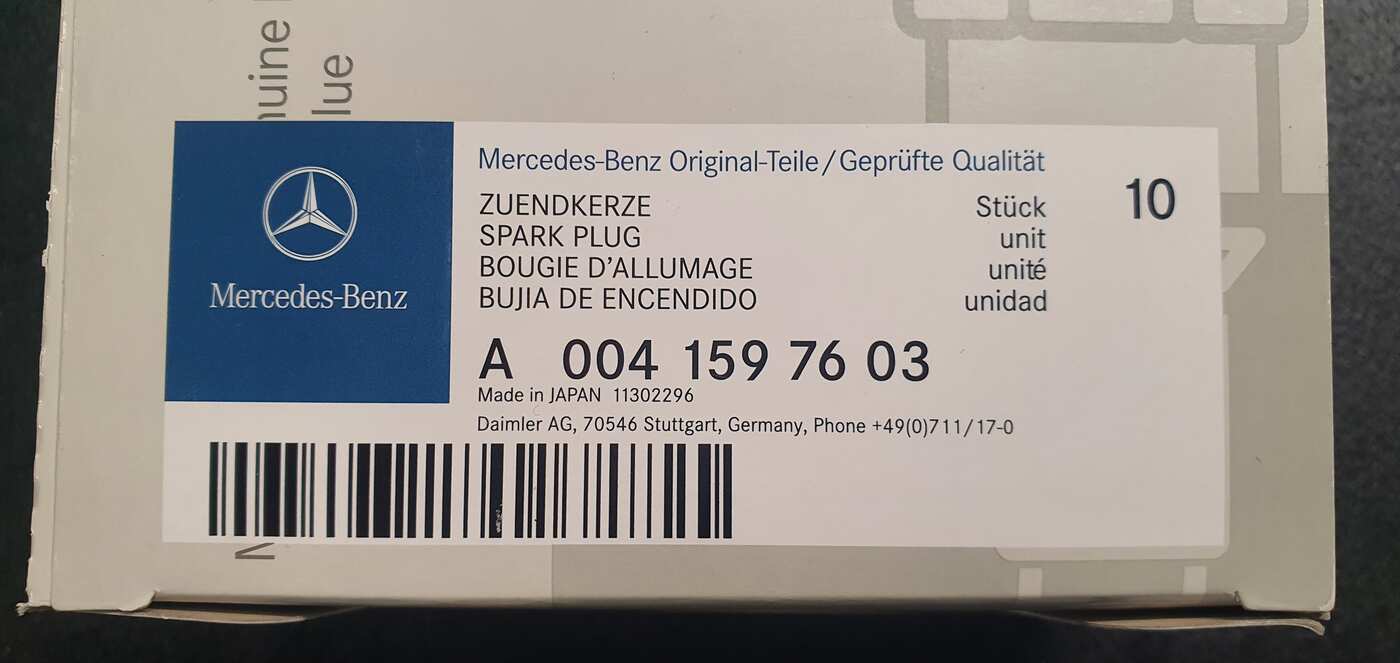 nuine
lue
Mercedes-Benz
Mercedes-Benz Original-Teile/Geprüfte Qualität
ZUENDKERZE Stück 10
SPARK PLUG unit
BOUGIE D'ALLUMAGE unité
BUJIA DE ENCENDIDO unidad
A 004 159 76 03
Made in JAPAN 11302296
Daimler AG, 70546 Stuttgart, Germany, Phone +49(0)711/17-0